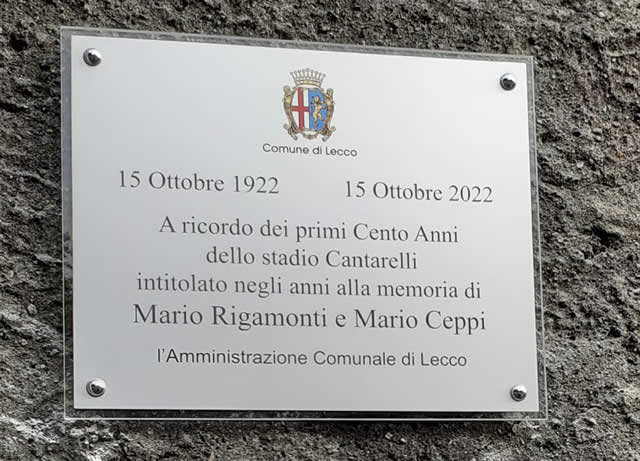 Comune di Lecco
15 Ottobre 1922 15 Ottobre 2022
A ricordo dei primi Cento Anni
dello stadio Cantarelli
intitolato negli anni alla memoria di
Mario Rigamonti e Mario Ceppi
l'Amministrazione Comunale di Lecco